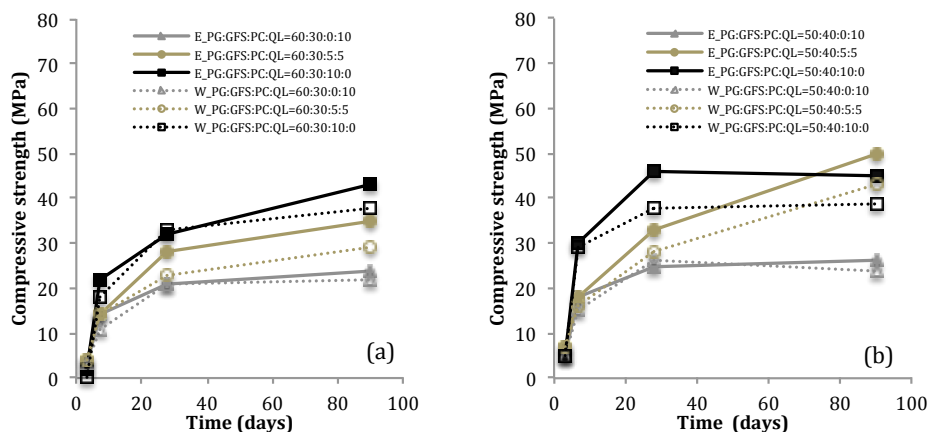 80
70
60
50
40
30
20
10
0
Compressive strength (MPa)
E_PG:GFS:PC:QL=60:30:0:10
E_PG:GFS:PC:QL=60:30:5:5
E_PG:GFS:PC:QL=60:30:10:0
W_PG:GFS:PC:QL=60:30:0:10
W_PG:GFS:PC:QL=60:30:5:5
W_PG:GFS:PC:QL=60:30:10:0
(a)
0 20 40 60 80 100
Time (days)
80
70
60
50
40
30
20
10
0
Compressive strength (MPa)
E_PG:GFS:PC:QL=50:40:0:10
E_PG:GFS:PC:QL=50:40:5:5
E_PG:GFS:PC:QL=50:40:10:0
W_PG:GFS:PC:QL=50:40:0:10
W_PG:GFS:PC:QL=50:40:5:5
W_PG:GFS:PC:QL=50:40:10:0
(b)
0 20 40 60 80 100
Time (days)